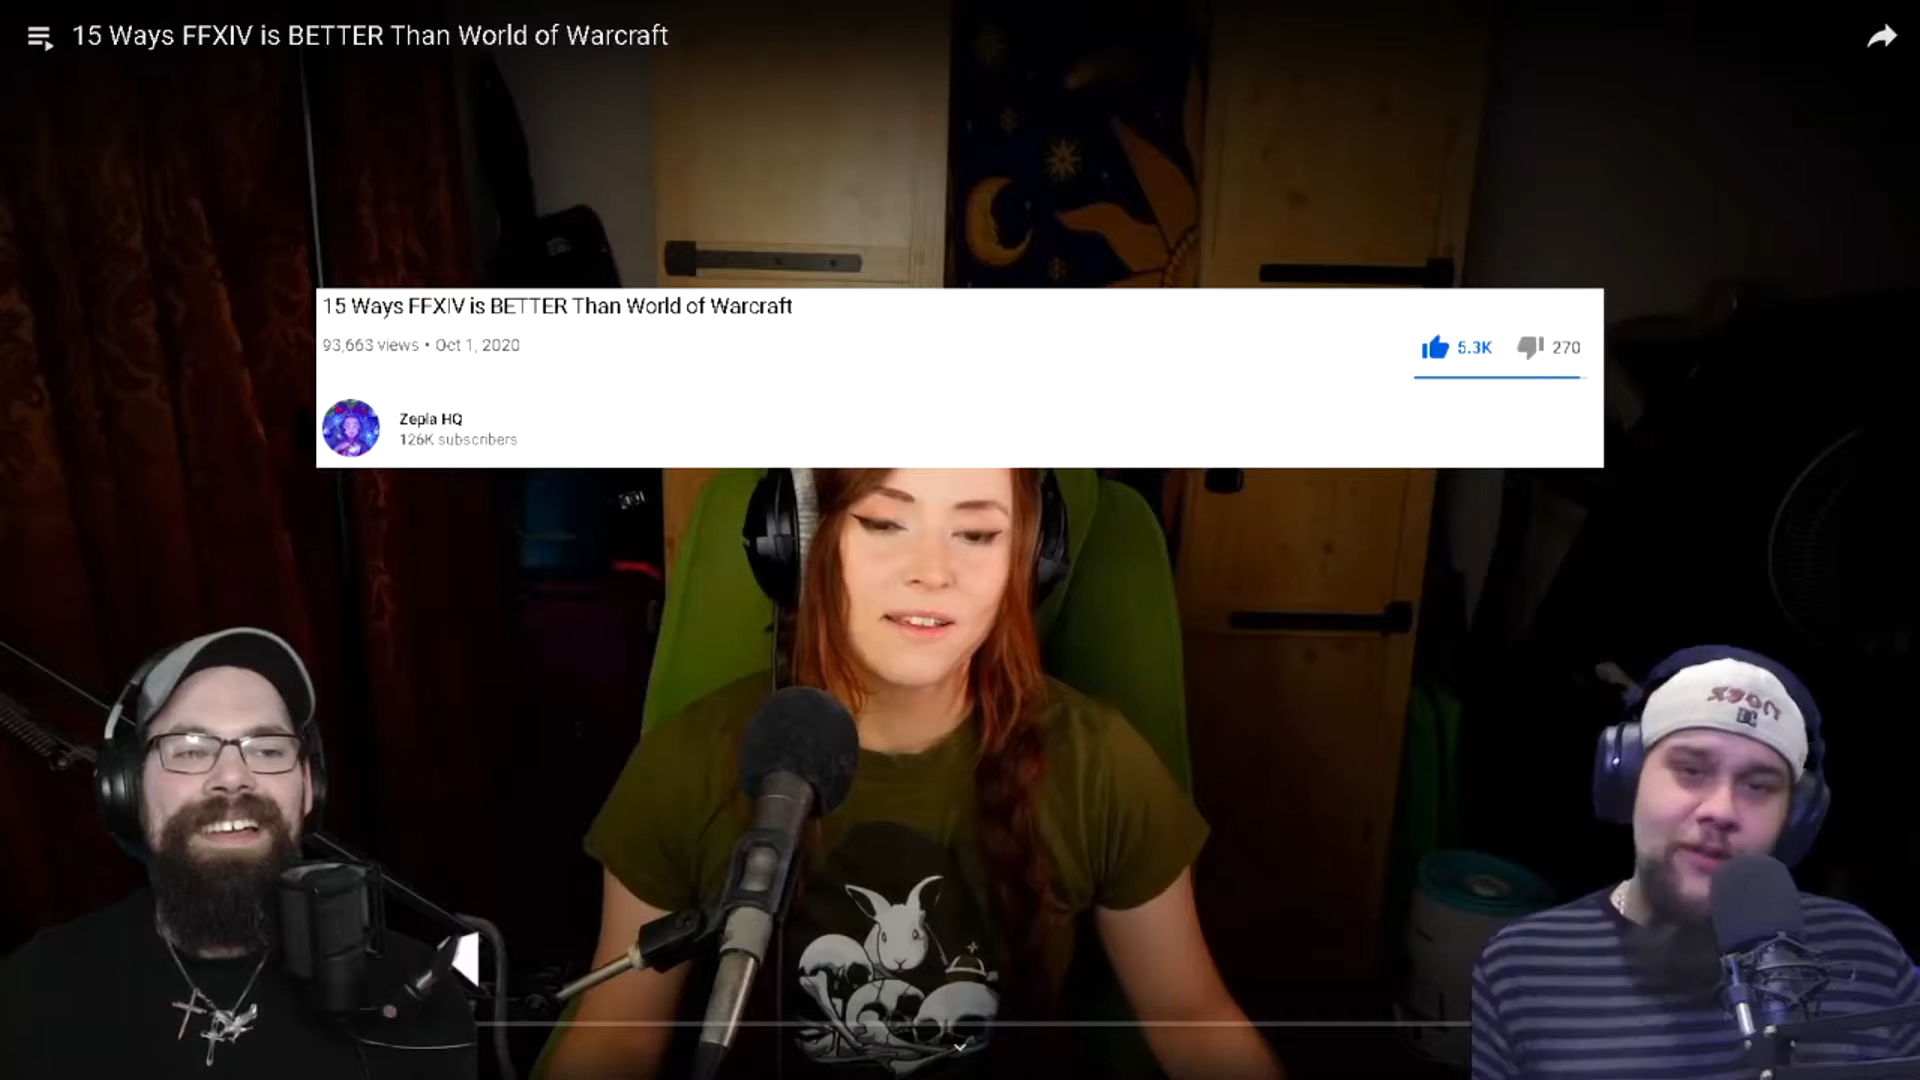 15 Ways FFXIV is BETTER Than World of Warcraft
15 Ways FFXIV is BETTER Than World of Warcraft
93,663 views • Oct 1, 2020
5.3K
270
Zepla HQ
126K subscribers
DC